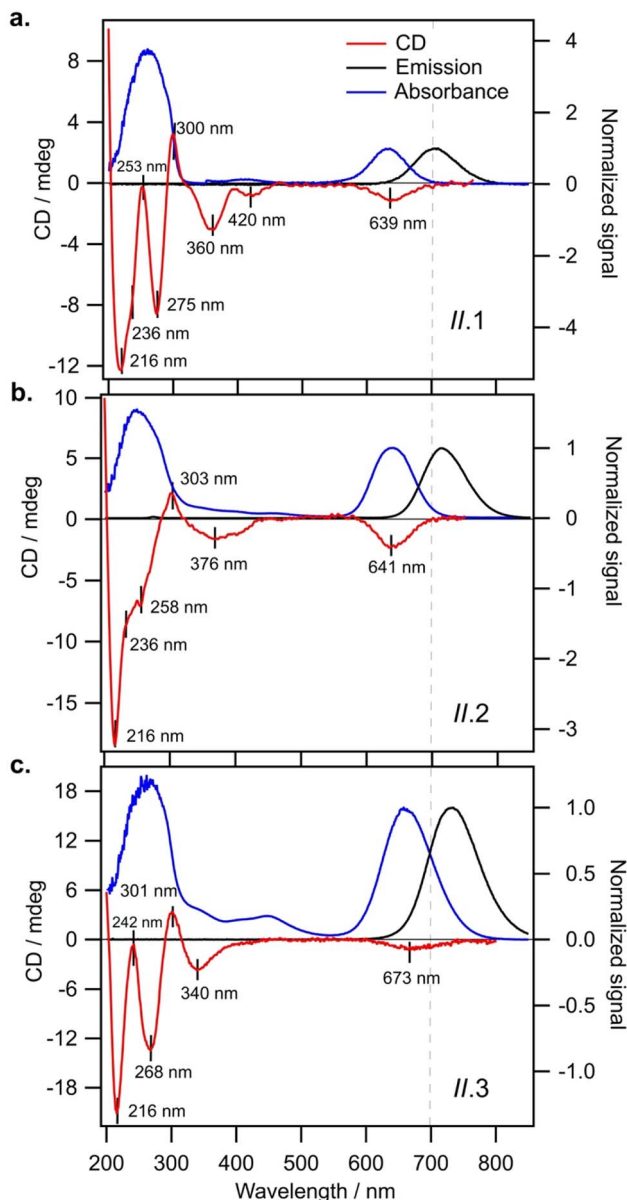 a.
CD
Emission
Absorbance
8
4
0
-4
-8
-12
CD / mdeg
4
2
0
-2
-4
Normalized signal
300 nm
253 nm
420 nm
360 nm
639 nm
275 nm
236 nm
216 nm
II.1
b.
10
5
0
-5
-10
-15
CD / mdeg
1
0
-1
-2
-3
Normalized signal
303 nm
376 nm
641 nm
258 nm
236 nm
216 nm
II.2
c.
18
12
6
0
-6
-12
-18
CD / mdeg
1.0
0.5
0.0
-0.5
-1.0
Normalized signal
301 nm
242 nm
340 nm
673 nm
268 nm
216 nm
II.3
200 300 400 500 600 700 800
Wavelength / nm